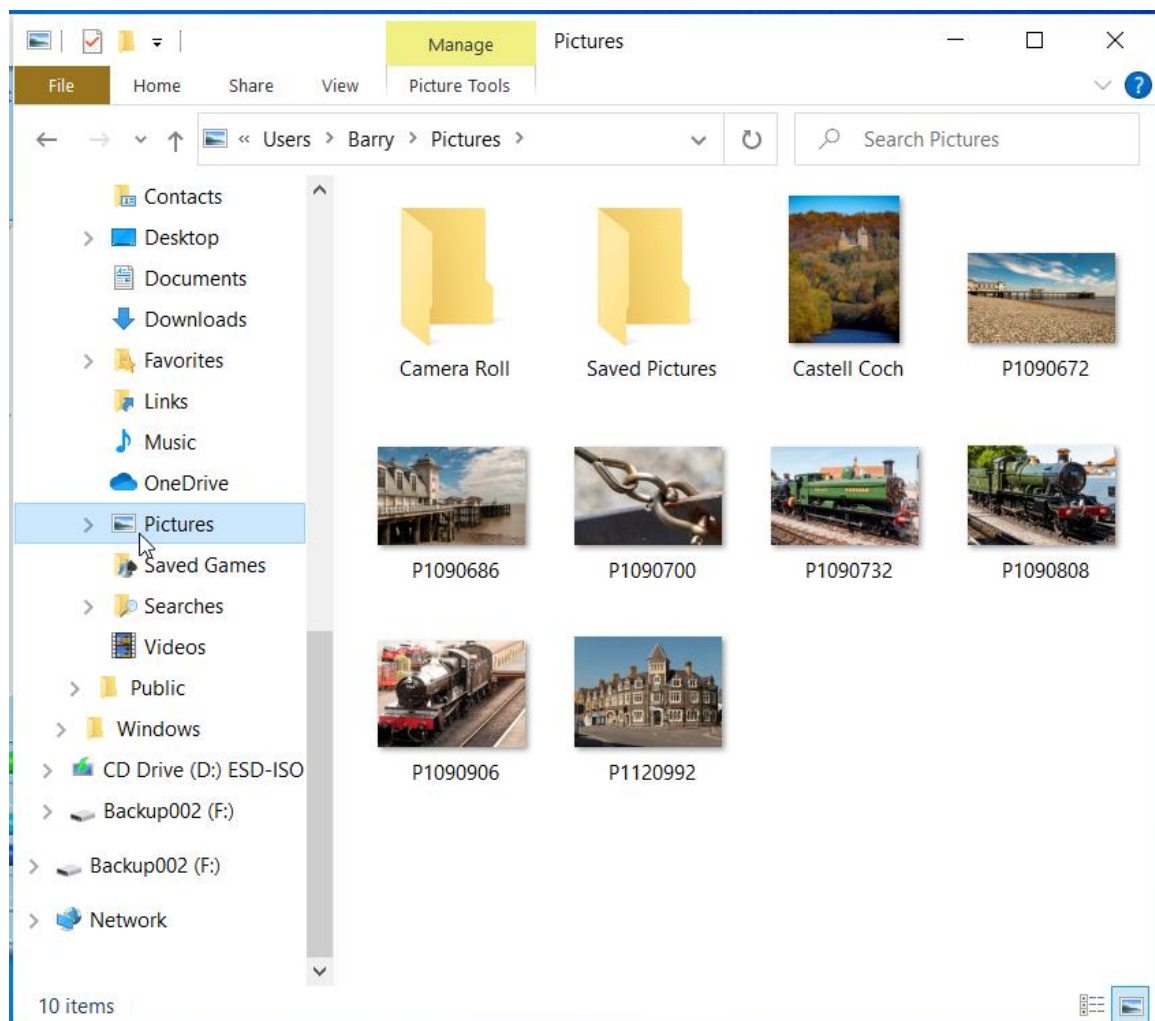 Manage
Pictures
File
Home
Share
View
Picture Tools
?
« Users > Barry > Pictures >
Search Pictures
Contacts
Desktop
Documents
Downloads
Favorites
Links
Music
OneDrive
Pictures
Saved Games
Searches
Videos
Public
Windows
CD Drive (D:) ESD-ISO
Backup002 (F:)
Backup002 (F:)
Network
Camera Roll
Saved Pictures
Castell Coch
P1090672
P1090686
P1090700
P1090732
P1090808
P1090906
P1120992
10 items